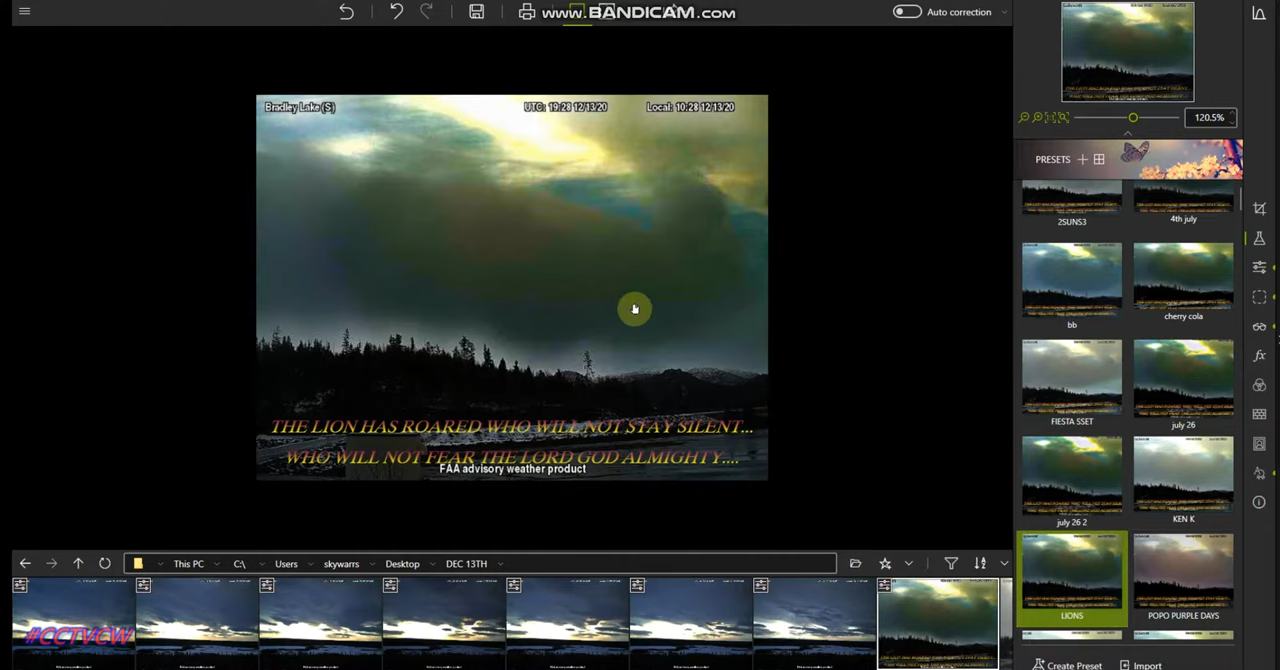 www.BANDICAM.com
Auto correction
Bradley Lake (S)
UTC: 19:28 12/13/20
Local: 10:28 12/13/20
THE LION HAS ROARED WHO WILL NOT STAY SILENT...
WHO WILL NOT FEAR THE LORD GOD ALMIGHTY....
FAA advisory weather product
120.5%
PRESETS
2SUNS3
4th july
bb
cherry cola
FIESTA SSET
july 26
july 26 2
KEN K
LIONS
POPO PURPLE DAYS
Create Preset
Import
This PC
C:\
Users
skywarrs
Desktop
DEC 13TH
#CCTVCW